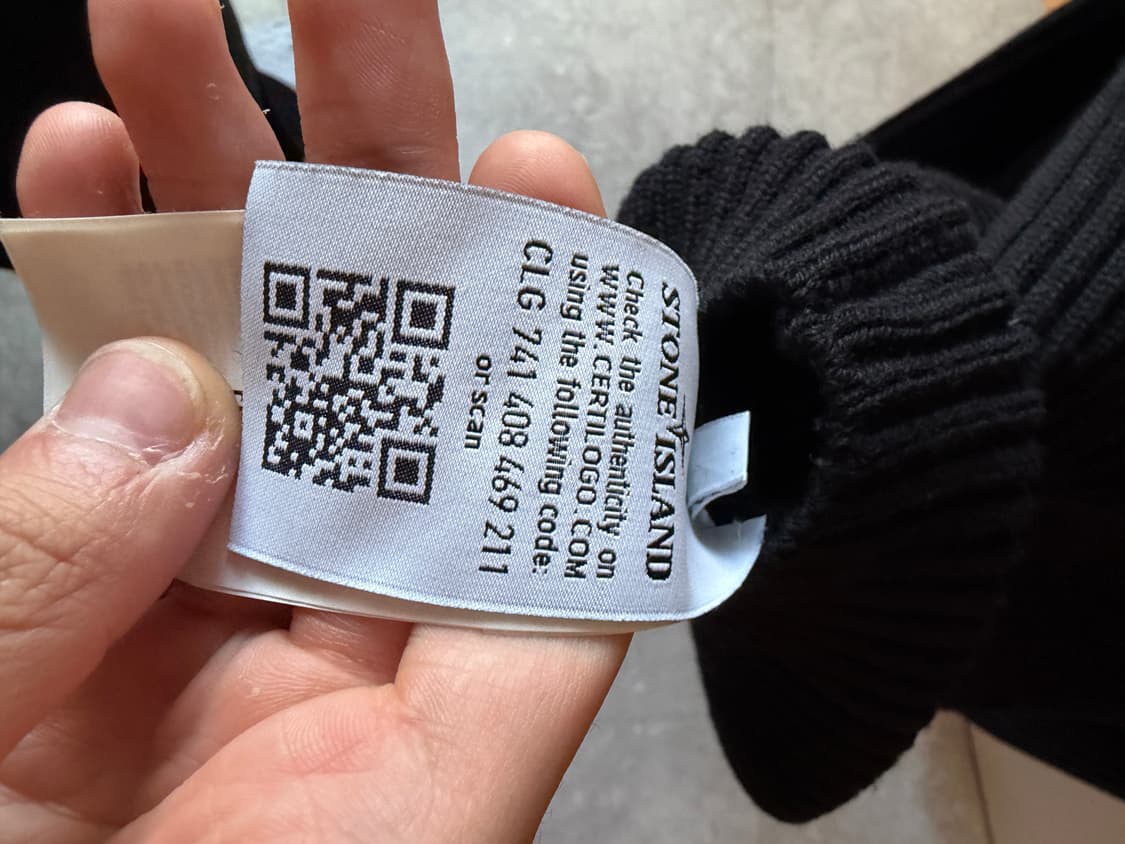 STONE ISLAND
Check the authenticity on
WWW.CERTILOGO.COM
using the following code:
CLG 741 408 469 211
or scan